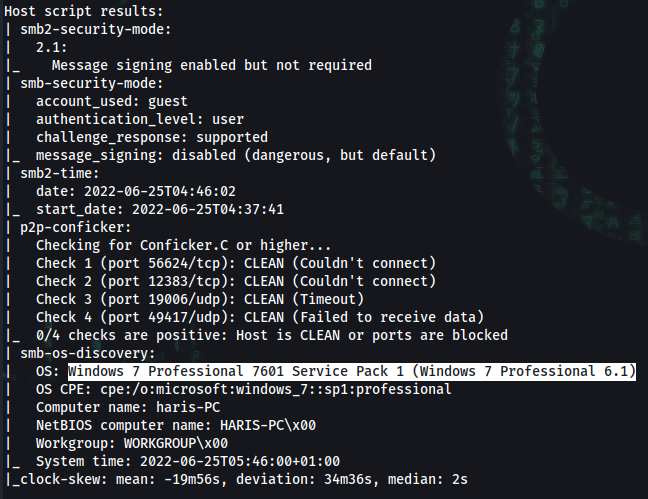 Host script results:
| smb2-security-mode:
|   2.1:
|_    Message signing enabled but not required
| smb-security-mode:
|   account_used: guest
|   authentication_level: user
|   challenge_response: supported
|_  message_signing: disabled (dangerous, but default)
| smb2-time:
|   date: 2022-06-25T04:46:02
|_  start_date: 2022-06-25T04:37:41
| p2p-conficker:
|   Checking for Conficker.C or higher...
|   Check 1 (port 56624/tcp): CLEAN (Couldn't connect)
|   Check 2 (port 12383/tcp): CLEAN (Couldn't connect)
|   Check 3 (port 19006/udp): CLEAN (Timeout)
|   Check 4 (port 49417/udp): CLEAN (Failed to receive data)
|_  0/4 checks are positive: Host is CLEAN or ports are blocked
| smb-os-discovery:
|   OS: Windows 7 Professional 7601 Service Pack 1 (Windows 7 Professional 6.1)
|   OS CPE: cpe:/o:microsoft:windows_7::sp1:professional
|   Computer name: haris-PC
|   NetBIOS computer name: HARIS-PC\x00
|   Workgroup: WORKGROUP\x00
|_  System time: 2022-06-25T05:46:00+01:00
|_clock-skew: mean: -19m56s, deviation: 34m36s, median: 2s